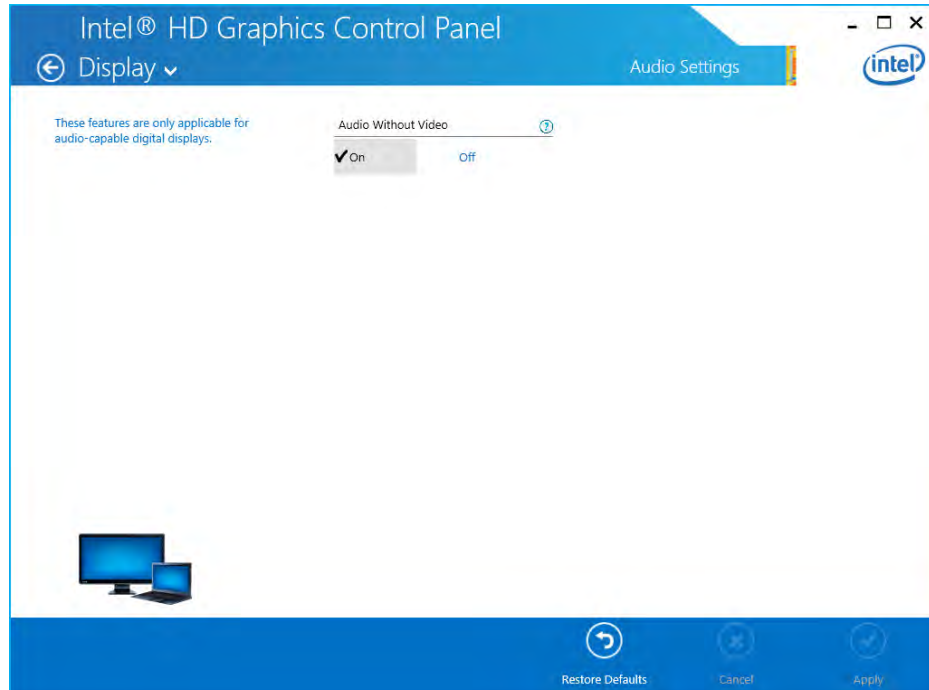 Intel® HD Graphics Control Panel
Display
Audio Settings
intel
These features are only applicable for
audio-capable digital displays.
Audio Without Video
?
On
Off
Restore Defaults
Cancel
Apply